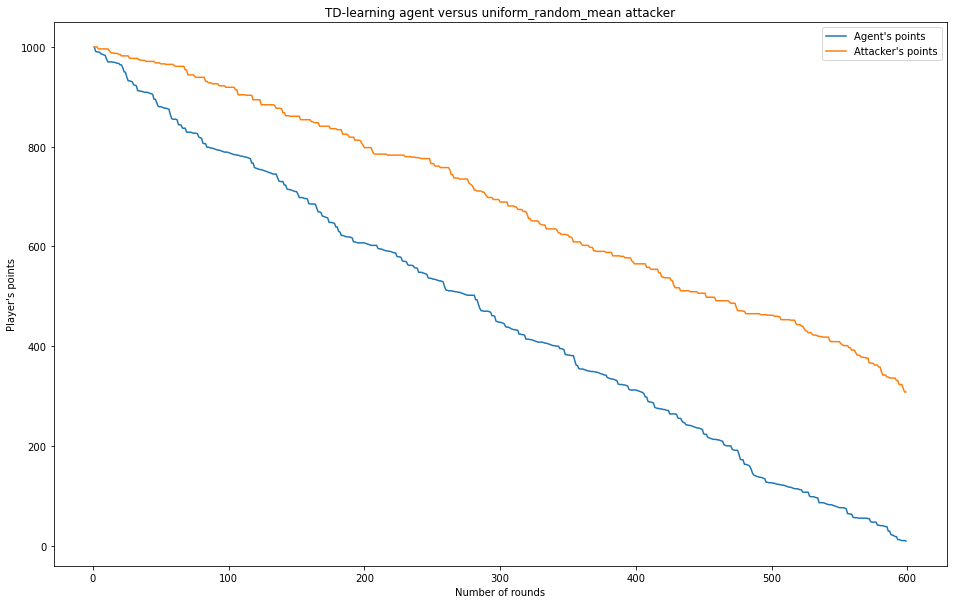 TD-learning agent versus uniform_random_mean attacker
Agent's points
Attacker's points
Player's points
1000
800
600
400
200
0
0 100 200 300 400 500 600
Number of rounds